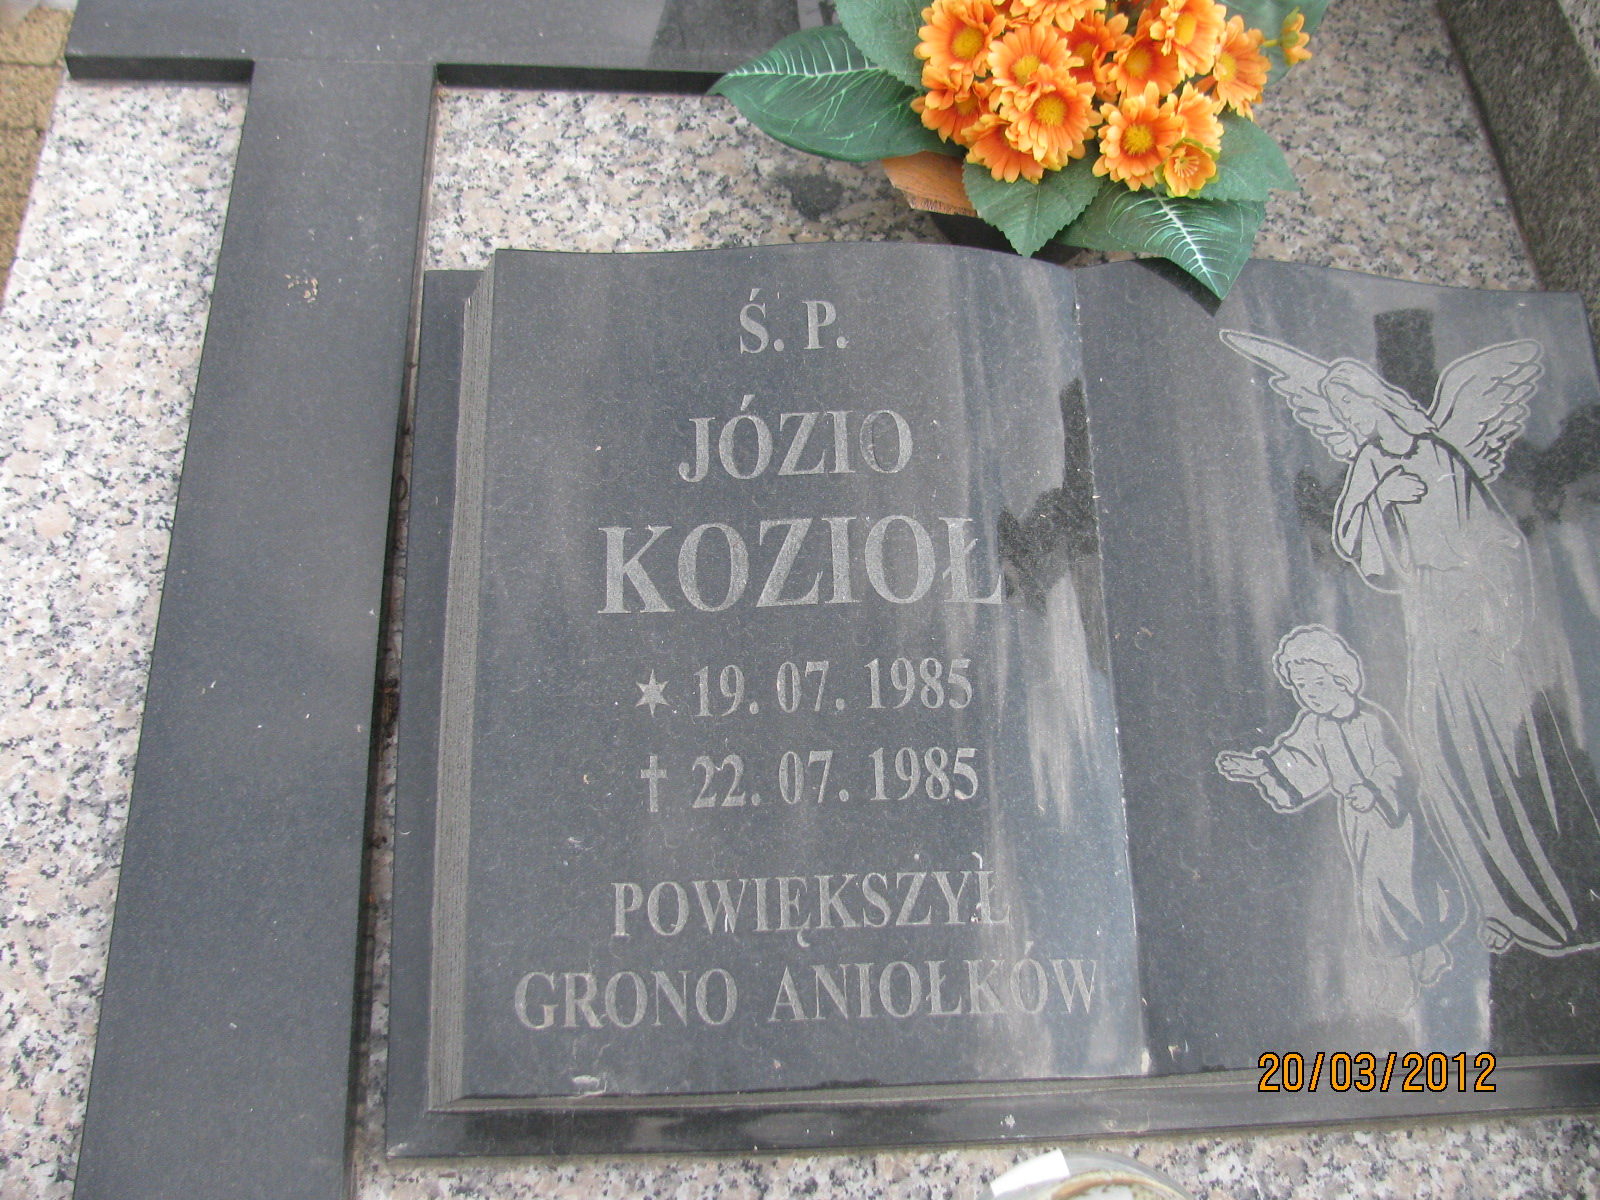 Ś. P.
JÓZIO
KOZIOŁ
★ 19. 07. 1985
✝ 22. 07. 1985
POWIĘKSZYŁ
GRONO ANIOŁKÓW
20/03/2012